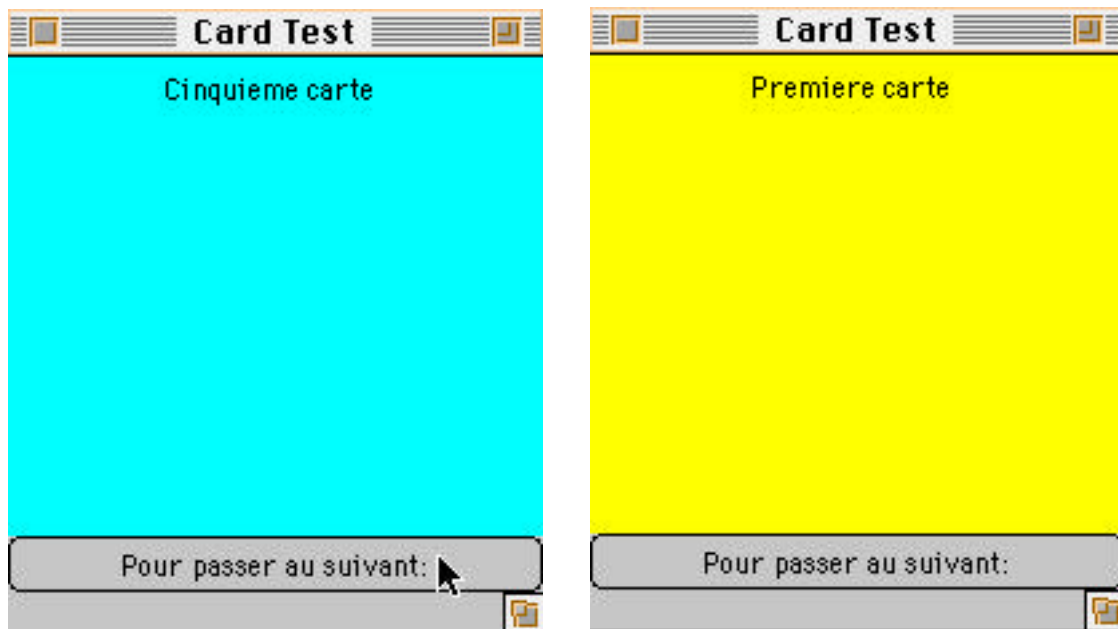 Card Test
Cinquieme carte
Pour passer au suivant:
Card Test
Premiere carte
Pour passer au suivant: